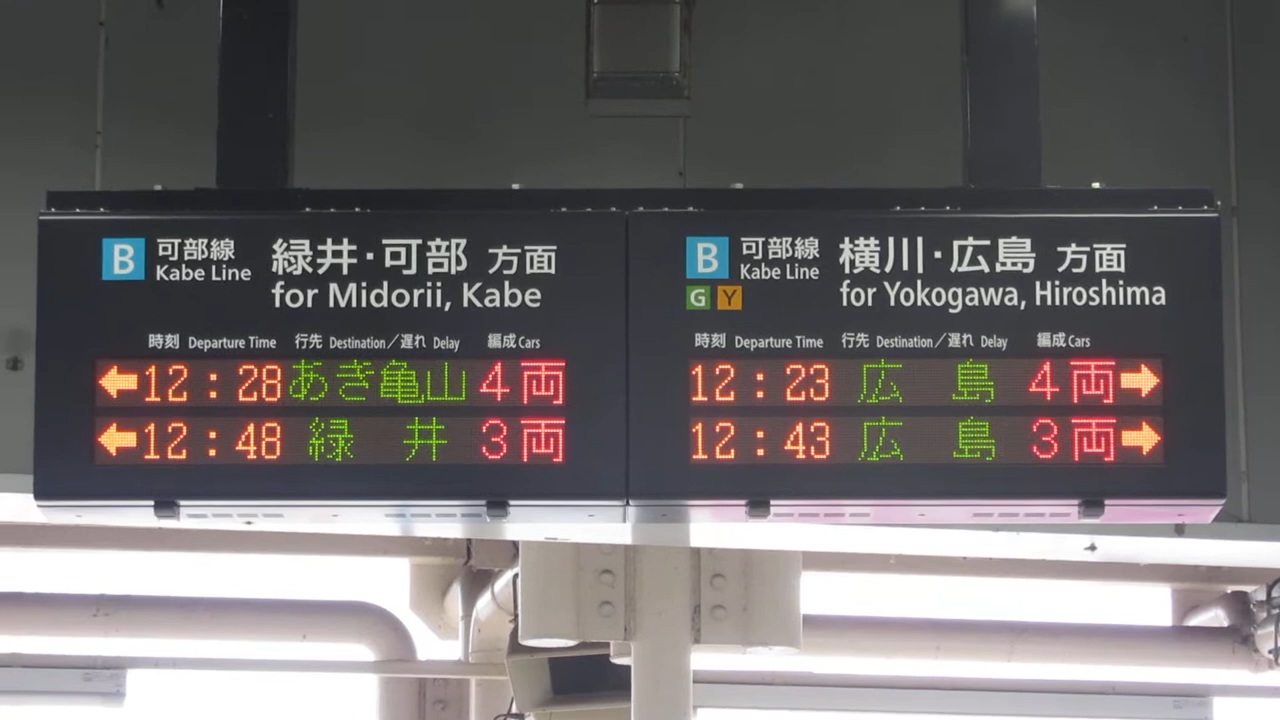 B 可部線 緑井・可部 方面
Kabe Line for Midorii, Kabe
時刻 Departure Time 行先 Destination／遅れ Delay 編成 Cars
←12:28 あき亀山 4両
←12:48 緑井 3両
B 可部線 横川・広島 方面
Kabe Line for Yokogawa, Hiroshima
G Y
時刻 Departure Time 行先 Destination／遅れ Delay 編成 Cars
12:23 広島 4両→
12:43 広島 3両→